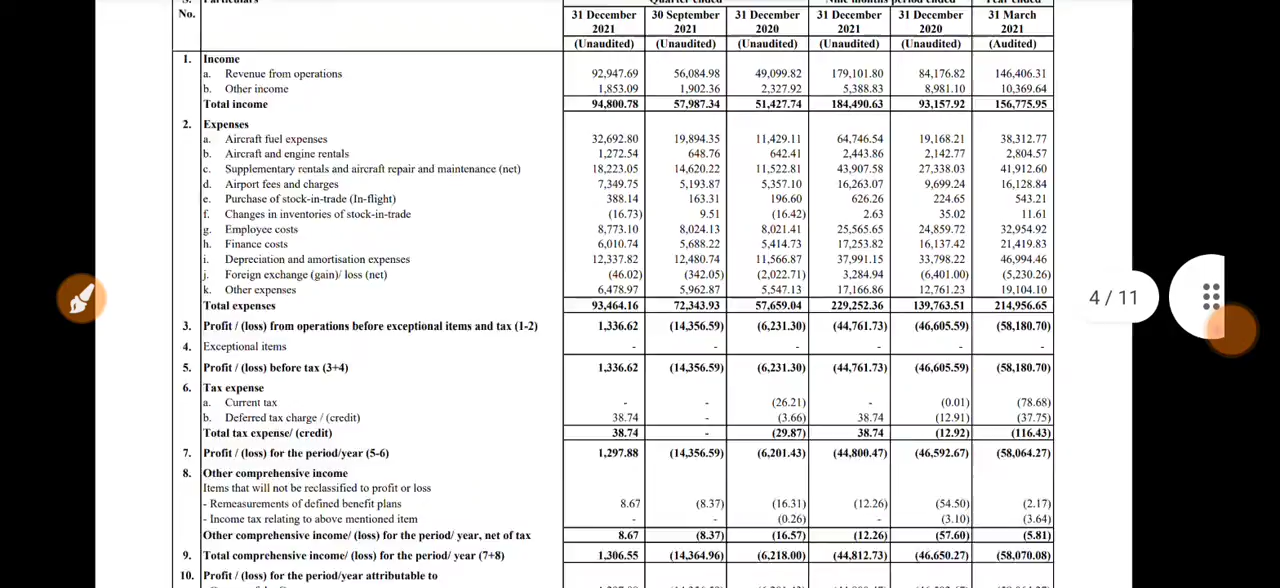 No.
31 December 2021 30 September 2021 31 December 2020 31 December 2021 31 December 2020 31 March 2021
(Unaudited) (Unaudited) (Unaudited) (Unaudited) (Unaudited) (Audited)
1. Income
a. Revenue from operations 92,947.69 56,084.98 49,099.82 179,101.80 84,176.82 146,406.31
b. Other income 1,853.09 1,902.36 2,327.92 5,388.83 8,981.10 10,369.64
Total income 94,800.78 57,987.34 51,427.74 184,490.63 93,157.92 156,775.95
2. Expenses
a. Aircraft fuel expenses 32,692.80 19,894.35 11,429.11 64,746.54 19,168.21 38,312.77
b. Aircraft and engine rentals 1,272.54 648.76 642.41 2,443.86 2,142.77 2,804.57
c. Supplementary rentals and aircraft repair and maintenance (net) 18,223.05 14,620.22 11,522.81 43,907.58 27,338.03 41,912.60
d. Airport fees and charges 7,349.75 5,193.87 5,357.10 16,263.07 9,699.24 16,128.84
e. Purchase of stock-in-trade (In-flight) 388.14 163.31 196.60 626.26 224.65 543.21
f. Changes in inventories of stock-in-trade (16.73) 9.51 (16.42) 2.63 35.02 11.61
g. Employee costs 8,773.10 8,024.13 8,021.41 25,565.65 24,859.72 32,954.92
h. Finance costs 6,010.74 5,688.22 5,414.73 17,253.82 16,137.42 21,419.83
i. Depreciation and amortisation expenses 12,337.82 12,480.74 11,566.87 37,991.15 33,798.22 46,994.46
j. Foreign exchange (gain)/ loss (net) (46.02) (342.05) (2,022.71) 3,284.94 (6,401.00) (5,230.26)
k. Other expenses 6,478.97 5,962.87 5,547.13 17,166.86 12,761.23 19,104.10
Total expenses 93,464.16 72,343.93 57,659.04 229,252.36 139,763.51 214,956.65
3. Profit / (loss) from operations before exceptional items and tax (1-2) 1,336.62 (14,356.59) (6,231.30) (44,761.73) (46,605.59) (58,180.70)
4. Exceptional items - - - - - -
5. Profit / (loss) before tax (3+4) 1,336.62 (14,356.59) (6,231.30) (44,761.73) (46,605.59) (58,180.70)
6. Tax expense
a. Current tax - - (26.21) - (0.01) (78.68)
b. Deferred tax charge / (credit) 38.74 - (3.66) 38.74 (12.91) (37.75)
Total tax expense/ (credit) 38.74 - (29.87) 38.74 (12.92) (116.43)
7. Profit / (loss) for the period/year (5-6) 1,297.88 (14,356.59) (6,201.43) (44,800.47) (46,592.67) (58,064.27)
8. Other comprehensive income
Items that will not be reclassified to profit or loss
- Remeasurements of defined benefit plans 8.67 (8.37) (16.31) (12.26) (54.50) (2.17)
- Income tax relating to above mentioned item - - (0.26) - (3.10) (3.64)
Other comprehensive income/ (loss) for the period/ year, net of tax 8.67 (8.37) (16.57) (12.26) (57.60) (5.81)
9. Total comprehensive income/ (loss) for the period/ year (7+8) 1,306.55 (14,364.96) (6,218.00) (44,812.73) (46,650.27) (58,070.08)
10. Profit / (loss) for the period/year attributable to
4 / 11